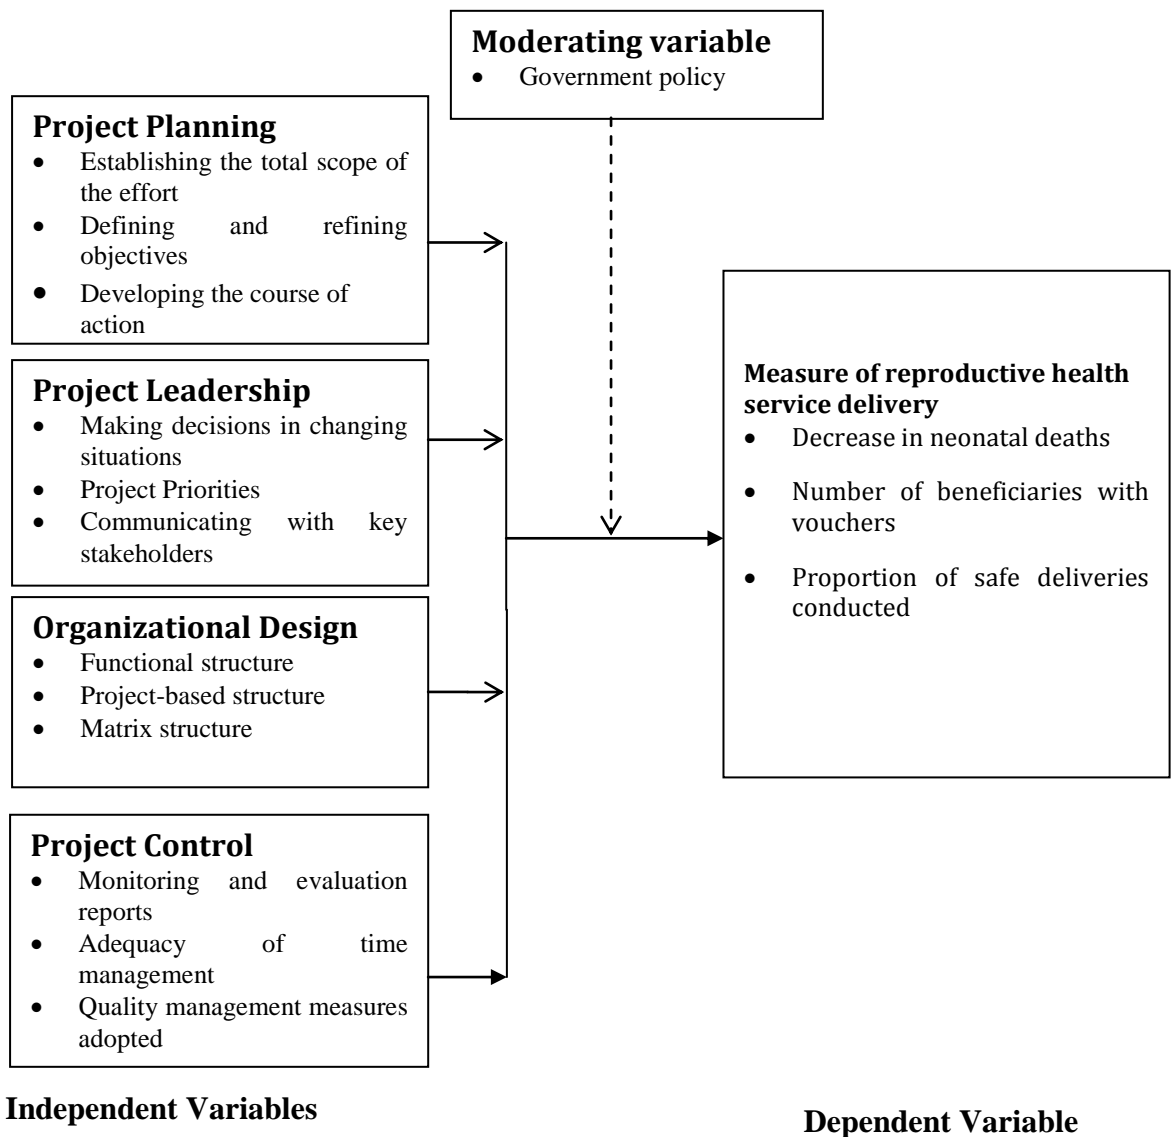 Moderating variable
• Government policy
Project Planning
• Establishing the total scope of
the effort
• Defining and refining
objectives
• Developing the course of
action
Project Leadership
• Making decisions in changing
situations
• Project Priorities
• Communicating with key
stakeholders
Organizational Design
• Functional structure
• Project-based structure
• Matrix structure
Project Control
• Monitoring and evaluation
reports
• Adequacy of time
management
• Quality management measures
adopted
Measure of reproductive health
service delivery
• Decrease in neonatal deaths
• Number of beneficiaries with
vouchers
• Proportion of safe deliveries
conducted
Independent Variables
Dependent Variable